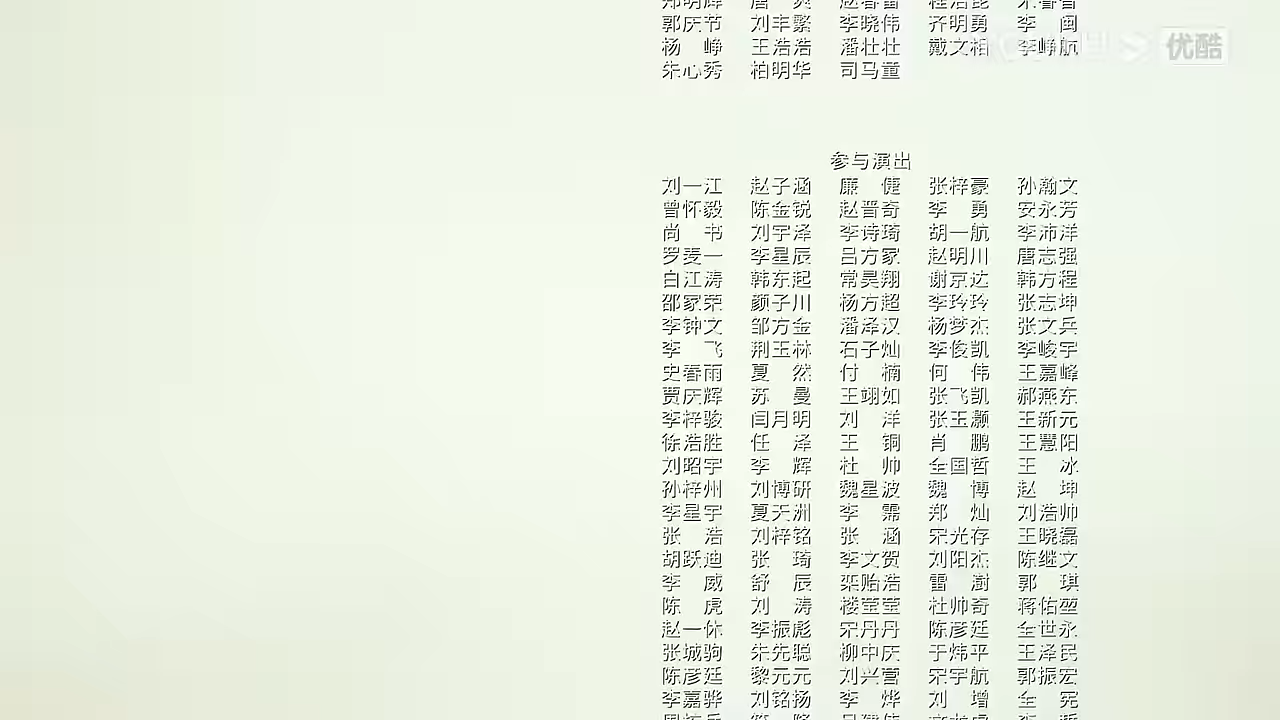 郭庆节 刘丰繁 李晓伟 齐明勇 李 闽
杨 峥 王浩浩 潘壮壮 戴文相 李峥航
优酷
朱心秀 柏明华 司马童
参与演出
刘一江 赵子涵 廉 倢 张梓豪 孙瀚文
曾怀毅 陈金锐 赵晋奇 李 勇 安永芳
尚 书 刘宇泽 李诗琦 胡一航 李沛洋
罗麦一 李星辰 吕方家 赵明川 唐志强
白江涛 韩东起 常昊翔 谢京达 韩方程
邵家荣 颜子川 杨方超 李玲玲 张志坤
李钟文 邹方金 潘泽汉 杨梦杰 张文兵
李 飞 荆玉林 石子灿 李俊凯 李峻宇
史春雨 夏 然 付 楠 何 伟 王嘉峰
贾庆辉 苏 曼 王翊如 张飞凯 郝燕东
李梓骏 闫月明 刘 洋 张玉灏 王新元
徐浩胜 任 泽 王 铜 肖 鹏 王慧阳
刘昭宇 李 辉 杜 帅 全国哲 王 冰
孙梓州 刘博研 魏星波 魏 博 赵 坤
李星宇 夏天洲 李 霈 郑 灿 刘浩帅
张 浩 刘梓铭 张 涵 宋光存 王晓磊
胡跃迪 张 琦 李文贺 刘阳杰 陈继文
李 威 舒 辰 栾贻浩 雷 澍 郭 琪
陈 虎 刘 涛 楼莹莹 杜帅奇 蒋佑堃
赵一休 李振彪 宋丹丹 陈彦廷 全世永
张城驹 朱先聪 柳中庆 于炜平 王泽民
陈彦廷 黎元元 刘兴营 宋宇航 郭振宏
李嘉骅 刘铭扬 李 烨 刘 增 全 宪